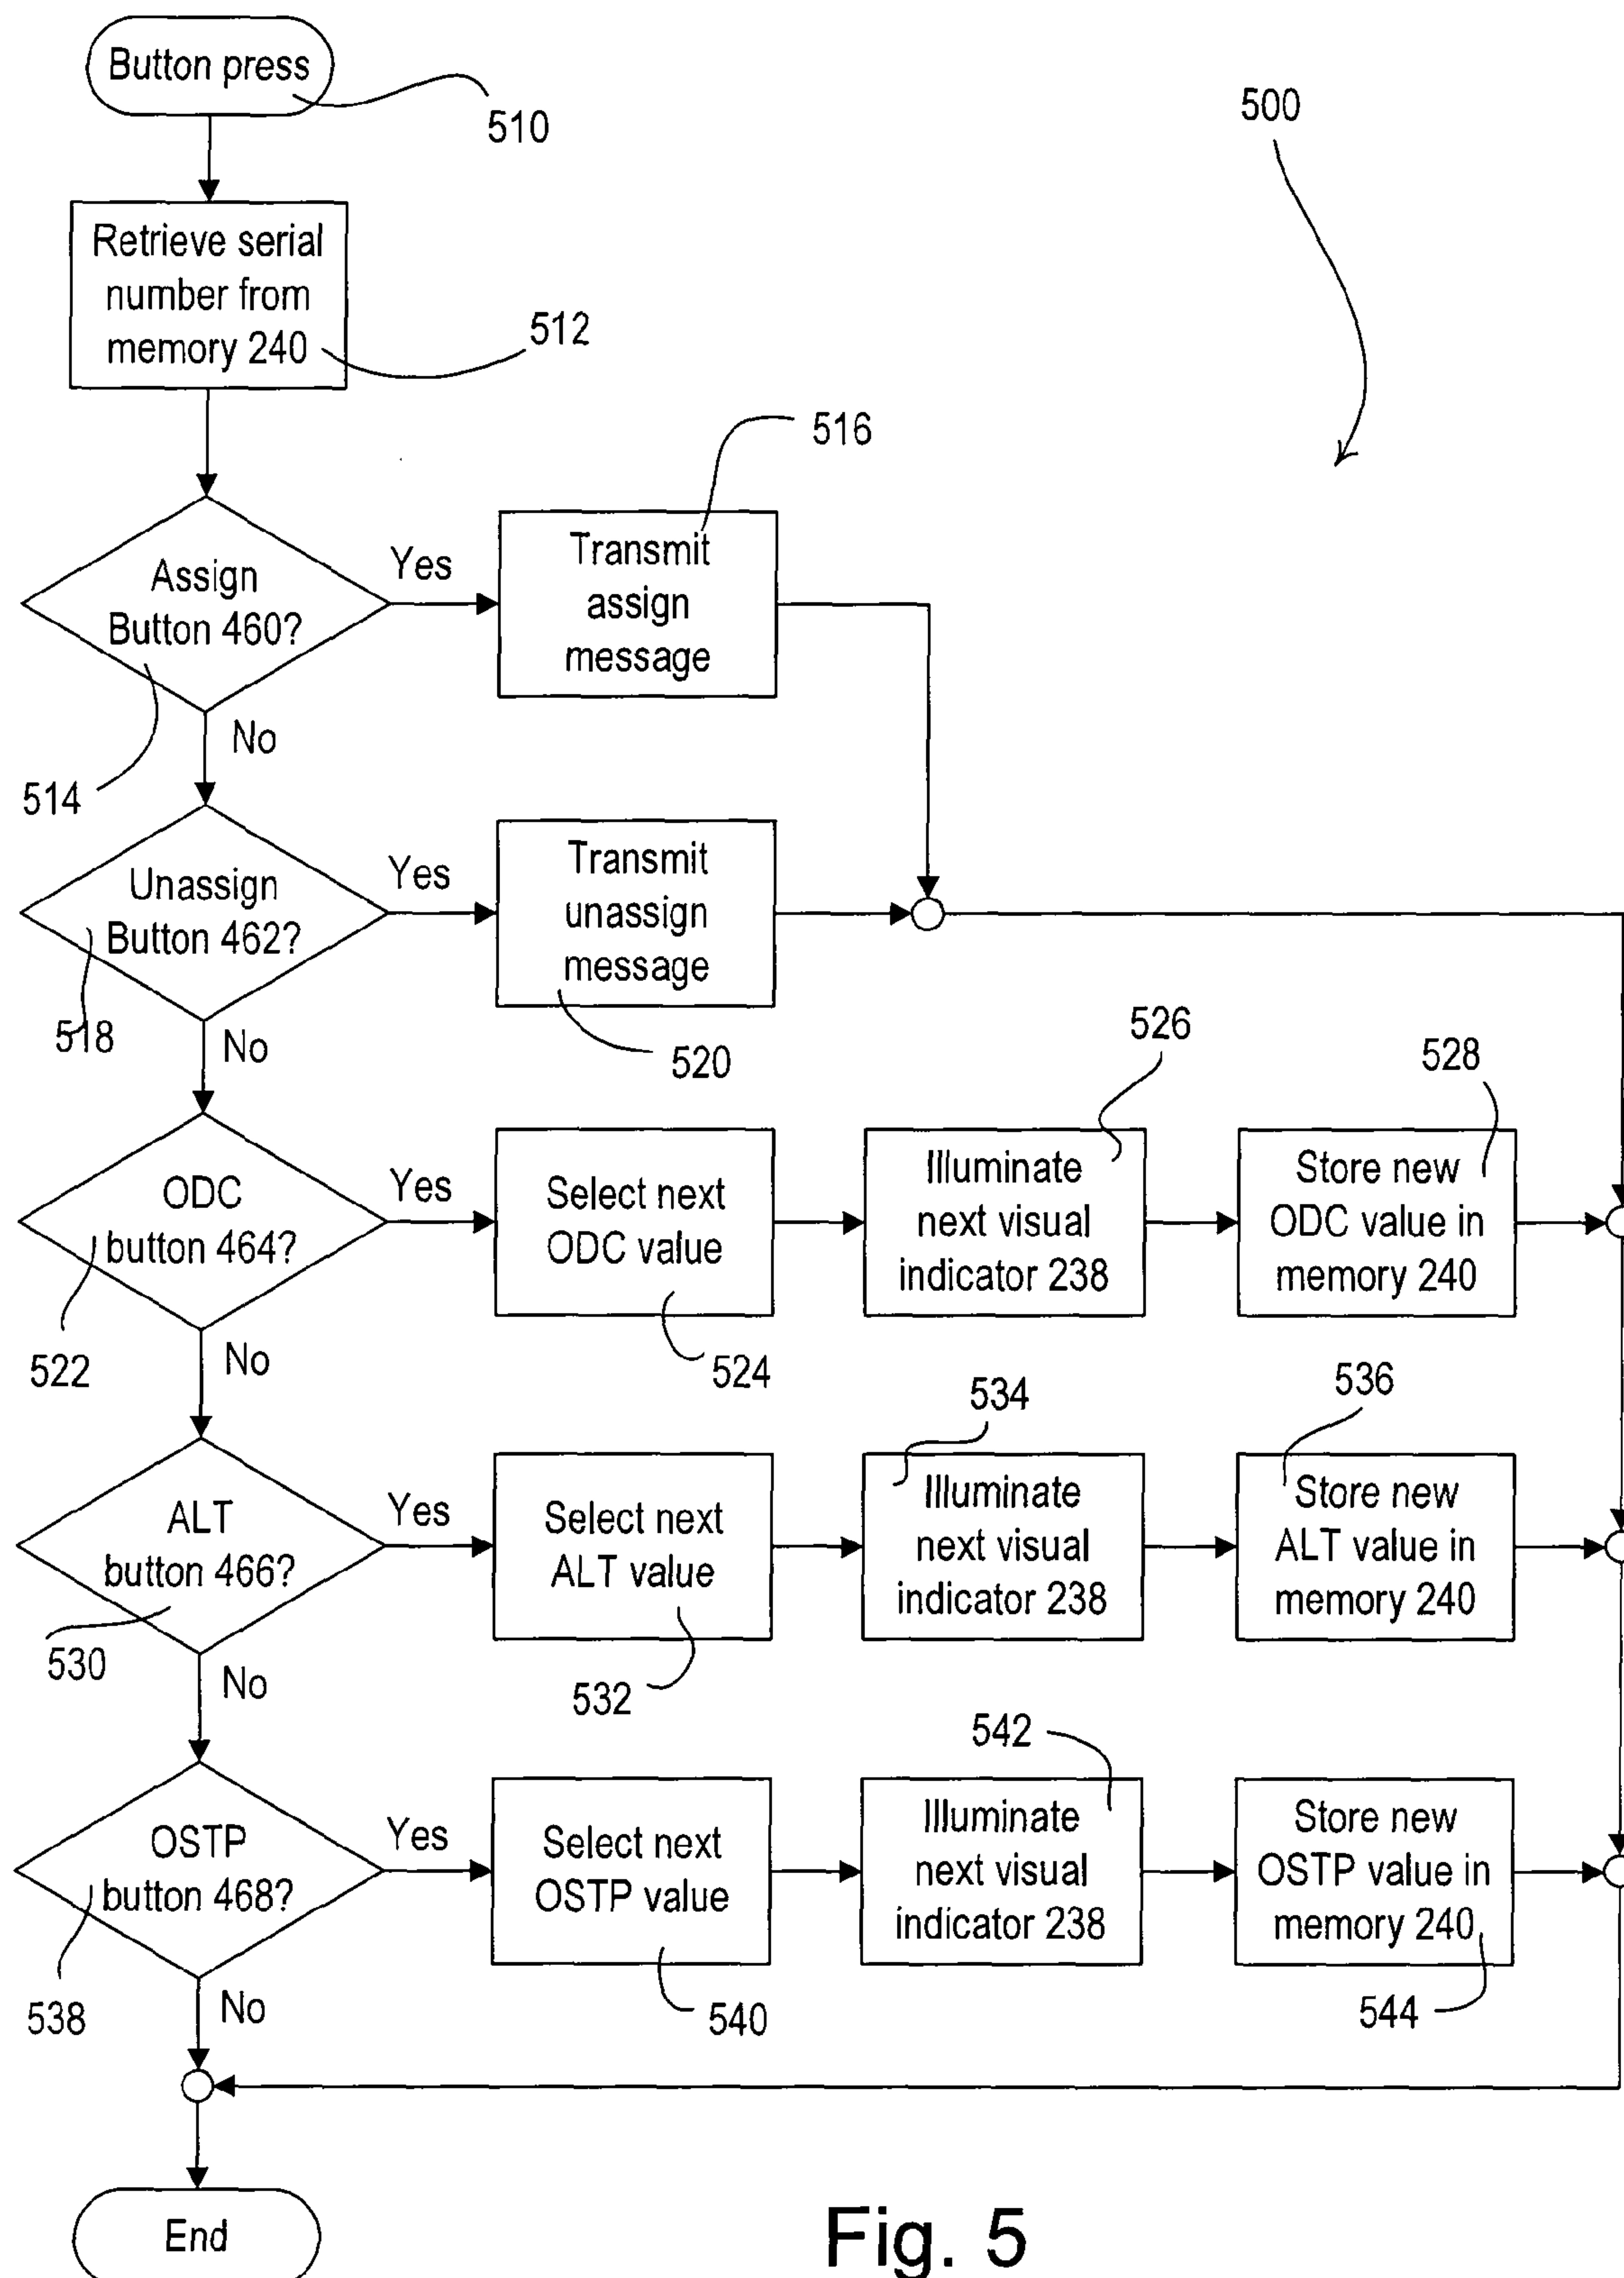 Button press
510
500
Retrieve serial
number from
memory 240
512
516
Assign
Button 460?
Yes
Transmit
assign
message
514
No
Unassign
Button 462?
Yes
Transmit
unassign
message
518
No
520
526
528
ODC
button 464?
Yes
Select next
ODC value
Illuminate
next visual
indicator 238
Store new
ODC value in
memory 240
522
No
524
534
536
ALT
button 466?
Yes
Select next
ALT value
Illuminate
next visual
indicator 238
Store new
ALT value in
memory 240
530
No
532
542
OSTP
button 468?
Yes
Select next
OSTP value
Illuminate
next visual
indicator 238
Store new
OSTP value in
memory 240
538
No
540
544
End
Fig. 5